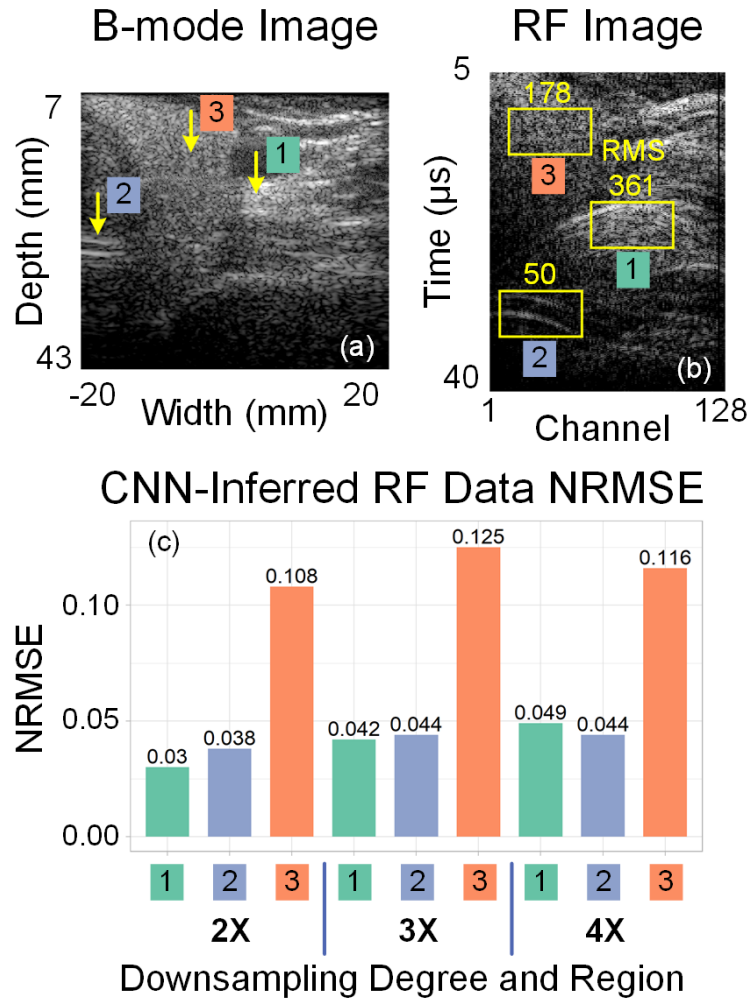 B-mode Image
7
3
1
2
Depth (mm)
(a)
43
-20
20
Width (mm)
RF Image
5
178
3
RMS
361
1
50
2
Time (µs)
(b)
40
1
128
Channel
CNN-Inferred RF Data NRMSE
(c)
0.125
0.116
0.108
0.10
NRMSE
0.05
0.03
0.038
0.042
0.044
0.049
0.044
0.00
1 2 3 1 2 3 1 2 3
2X 3X 4X
Downsampling Degree and Region